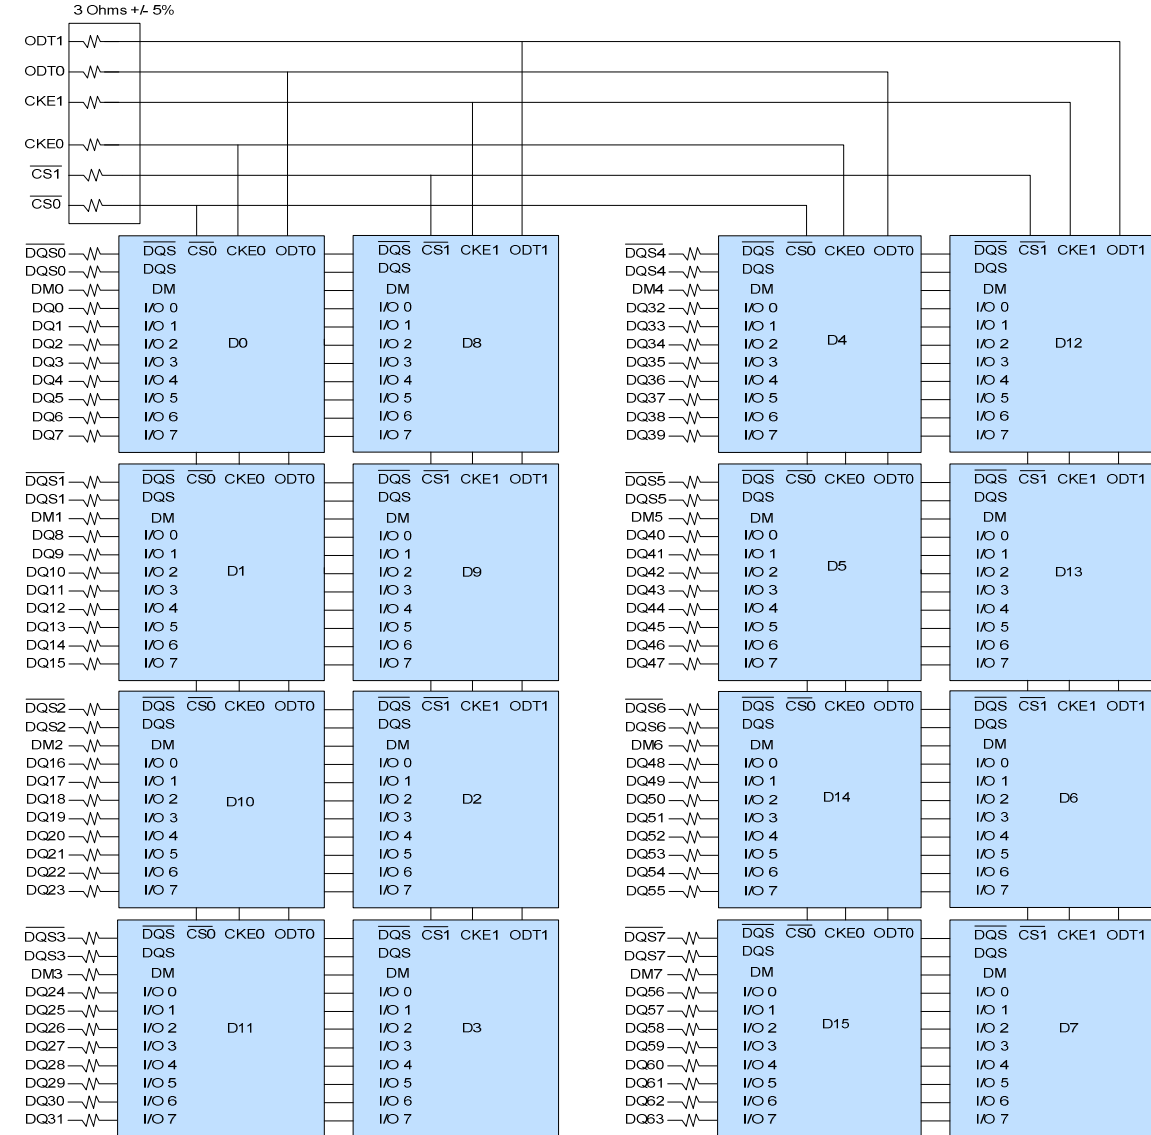 3 Ohms +/- 5%
ODT1
ODT0
CKE1
CKE0
CS1
CS0
DQS0 DQS CS0 CKE0 ODT0 DQS CS1 CKE1 ODT1 DQS4 DQS CS0 CKE0 ODT0 DQS CS1 CKE1 ODT1
DQS0 DQS DQS DQS4 DQS DQS
DM0 DM DM DM4 DM DM
DQ0 I/O 0 I/O 0 DQ32 I/O 0 I/O 0
DQ1 I/O 1 I/O 1 DQ33 I/O 1 I/O 1
DQ2 I/O 2 D0 I/O 2 D8 DQ34 I/O 2 D4 I/O 2 D12
DQ3 I/O 3 I/O 3 DQ35 I/O 3 I/O 3
DQ4 I/O 4 I/O 4 DQ36 I/O 4 I/O 4
DQ5 I/O 5 I/O 5 DQ37 I/O 5 I/O 5
DQ6 I/O 6 I/O 6 DQ38 I/O 6 I/O 6
DQ7 I/O 7 I/O 7 DQ39 I/O 7 I/O 7
DQS1 DQS CS0 CKE0 ODT0 DQS CS1 CKE1 ODT1 DQS5 DQS CS0 CKE0 ODT0 DQS CS1 CKE1 ODT1
DQS1 DQS DQS DQS5 DQS DQS
DM1 DM DM DM5 DM DM
DQ8 I/O 0 I/O 0 DQ40 I/O 0 I/O 0
DQ9 I/O 1 I/O 1 DQ41 I/O 1 I/O 1
DQ10 I/O 2 D1 I/O 2 D9 DQ42 I/O 2 D5 I/O 2 D13
DQ11 I/O 3 I/O 3 DQ43 I/O 3 I/O 3
DQ12 I/O 4 I/O 4 DQ44 I/O 4 I/O 4
DQ13 I/O 5 I/O 5 DQ45 I/O 5 I/O 5
DQ14 I/O 6 I/O 6 DQ46 I/O 6 I/O 6
DQ15 I/O 7 I/O 7 DQ47 I/O 7 I/O 7
DQS2 DQS CS0 CKE0 ODT0 DQS CS1 CKE1 ODT1 DQS6 DQS CS0 CKE0 ODT0 DQS CS1 CKE1 ODT1
DQS2 DQS DQS DQS6 DQS DQS
DM2 DM DM DM6 DM DM
DQ16 I/O 0 I/O 0 DQ48 I/O 0 I/O 0
DQ17 I/O 1 I/O 1 DQ49 I/O 1 I/O 1
DQ18 I/O 2 D10 I/O 2 D2 DQ50 I/O 2 D14 I/O 2 D6
DQ19 I/O 3 I/O 3 DQ51 I/O 3 I/O 3
DQ20 I/O 4 I/O 4 DQ52 I/O 4 I/O 4
DQ21 I/O 5 I/O 5 DQ53 I/O 5 I/O 5
DQ22 I/O 6 I/O 6 DQ54 I/O 6 I/O 6
DQ23 I/O 7 I/O 7 DQ55 I/O 7 I/O 7
DQS3 DQS CS0 CKE0 ODT0 DQS CS1 CKE1 ODT1 DQS7 DQS CS0 CKE0 ODT0 DQS CS1 CKE1 ODT1
DQS3 DQS DQS DQS7 DQS DQS
DM3 DM DM DM7 DM DM
DQ24 I/O 0 I/O 0 DQ56 I/O 0 I/O 0
DQ25 I/O 1 I/O 1 DQ57 I/O 1 I/O 1
DQ26 I/O 2 D11 I/O 2 D3 DQ58 I/O 2 D15 I/O 2 D7
DQ27 I/O 3 I/O 3 DQ59 I/O 3 I/O 3
DQ28 I/O 4 I/O 4 DQ60 I/O 4 I/O 4
DQ29 I/O 5 I/O 5 DQ61 I/O 5 I/O 5
DQ30 I/O 6 I/O 6 DQ62 I/O 6 I/O 6
DQ31 I/O 7 I/O 7 DQ63 I/O 7 I/O 7